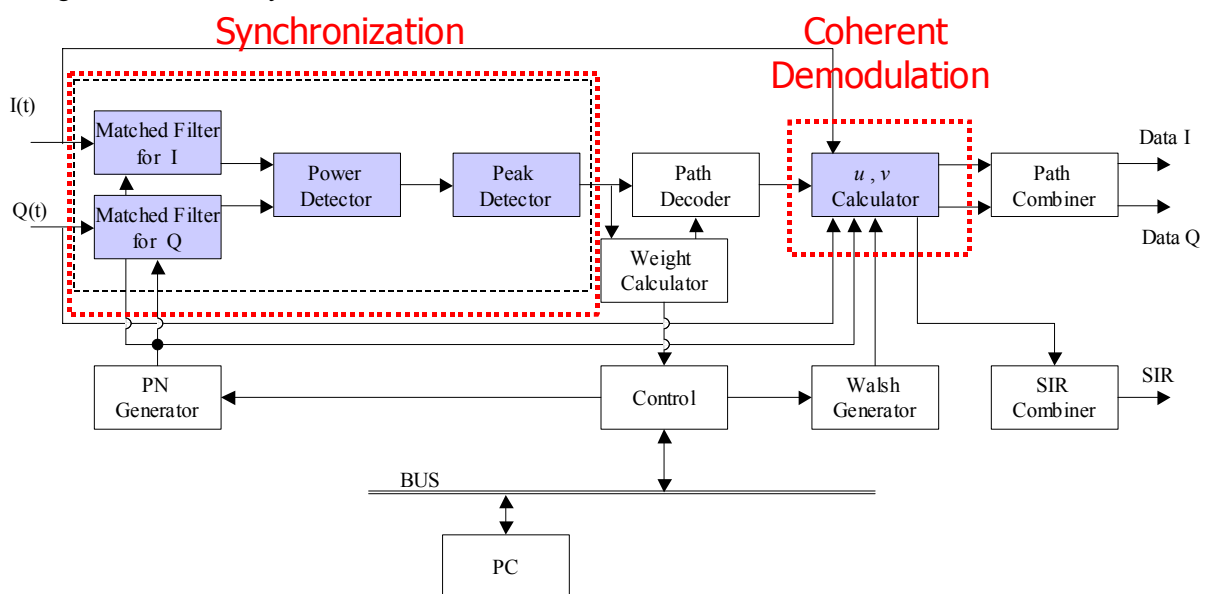 Synchronization
Coherent
Demodulation
I(t)
Q(t)
Matched Filter
for I
Matched Filter
for Q
Power
Detector
Peak
Detector
Path
Decoder
Weight
Calculator
u , v
Calculator
Path
Combiner
Data I
Data Q
PN
Generator
Control
Walsh
Generator
SIR
Combiner
SIR
BUS
PC